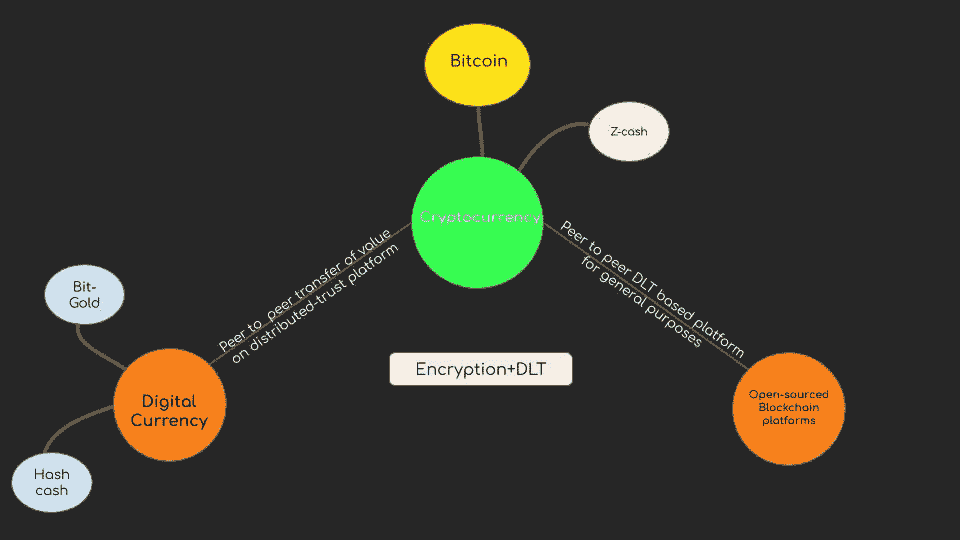 Bitcoin
Z-cash
Cryptocurrency
Peer to peer transfer of value
on distributed-trust platform
Peer to peer DLT based platform
for general purposes
Bit-
Gold
Encryption+DLT
Digital
Currency
Open-sourced
Blockchain
platforms
Hash
cash